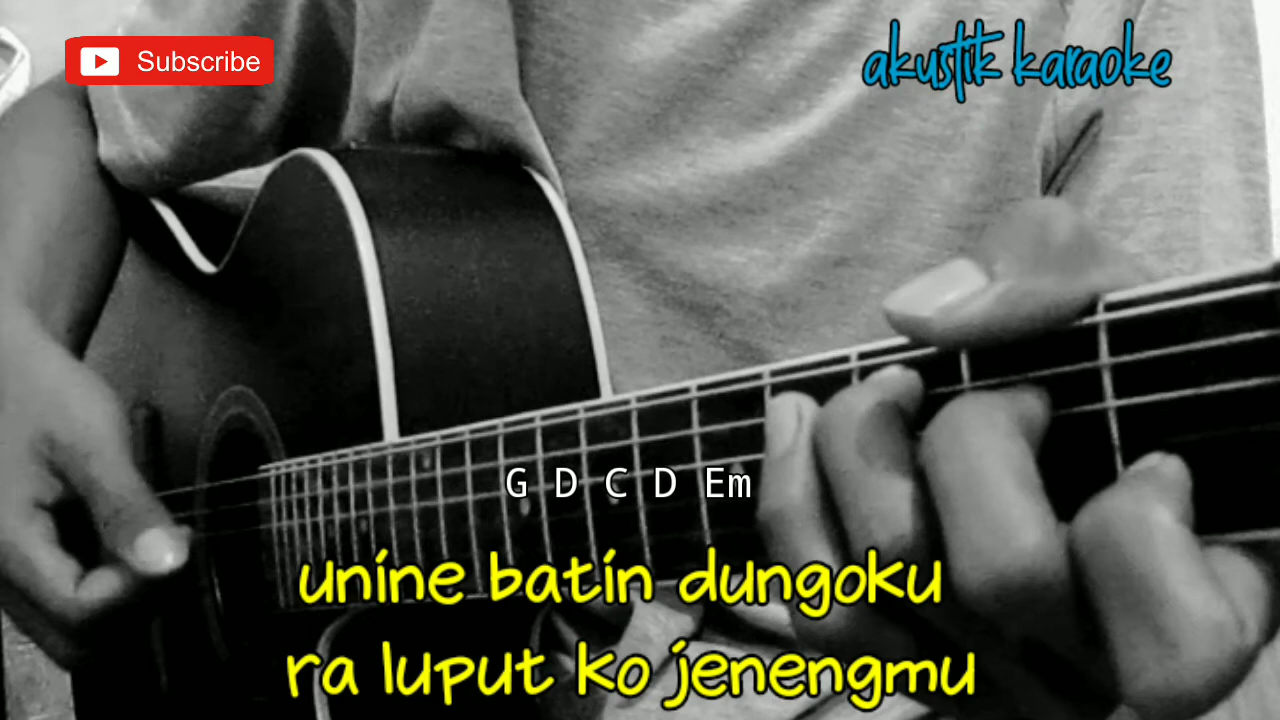 Subscribe
akustik karaoke
G D C D Em
unine batin dungoku
ra luput ko jenengmu